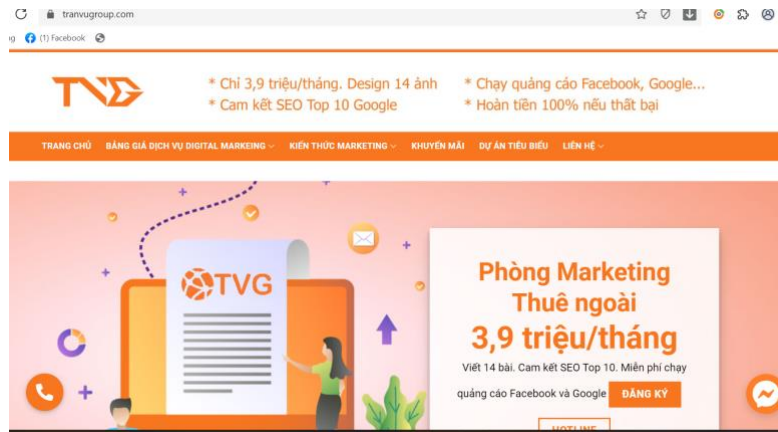 tranvugroup.com
(1) Facebook
TVG
* Chỉ 3,9 triệu/tháng. Design 14 ảnh
* Cam kết SEO Top 10 Google
* Chạy quảng cáo Facebook, Google...
* Hoàn tiền 100% nếu thất bại
TRANG CHỦ BẢNG GIÁ DỊCH VỤ DIGITAL MARKEING KIẾN THỨC MARKETING KHUYẾN MÃI DỰ ÁN TIÊU BIỂU LIÊN HỆ
TVG
Phòng Marketing
Thuê ngoài
3,9 triệu/tháng
Viết 14 bài. Cam kết SEO Top 10. Miễn phí chạy
quảng cáo Facebook và Google ĐĂNG KÝ
HOTLINE